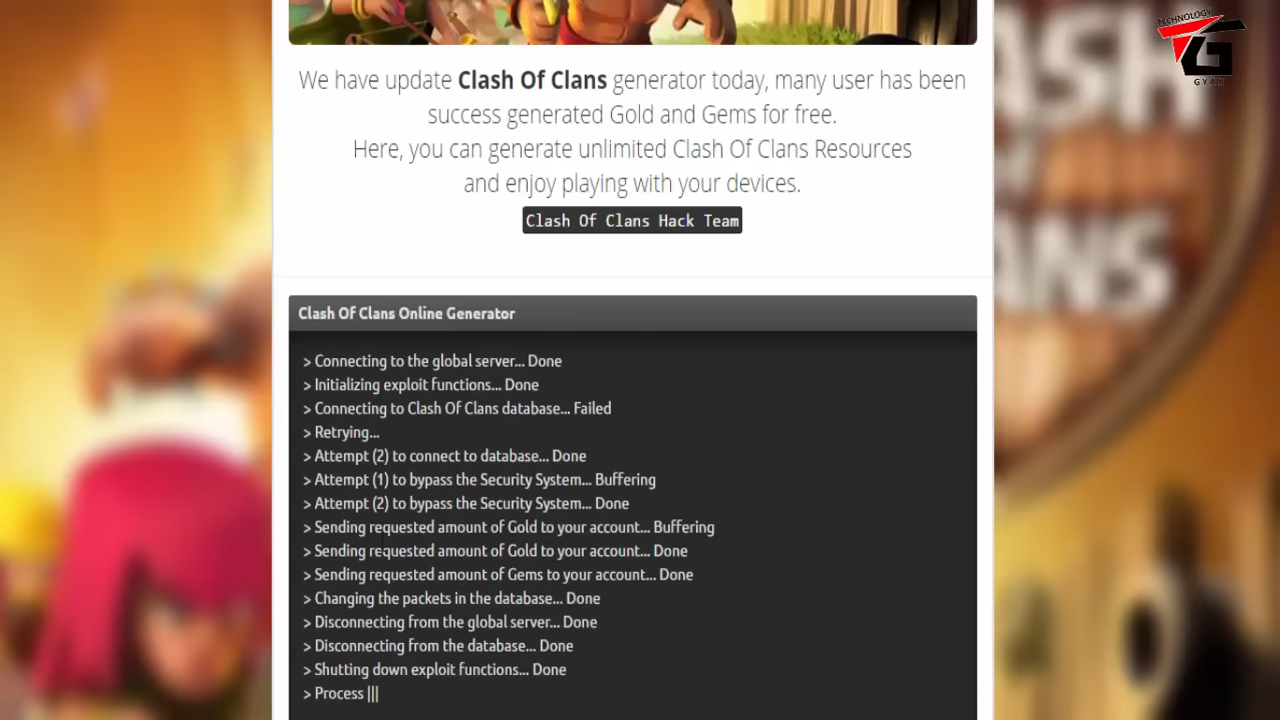 TECHNOLOGY
TG
GYAN
We have update Clash Of Clans generator today, many user has been
success generated Gold and Gems for free.
Here, you can generate unlimited Clash Of Clans Resources
and enjoy playing with your devices.
Clash Of Clans Hack Team
Clash Of Clans Online Generator
> Connecting to the global server... Done
> Initializing exploit functions... Done
> Connecting to Clash Of Clans database... Failed
> Retrying...
> Attempt (2) to connect to database... Done
> Attempt (1) to bypass the Security System... Buffering
> Attempt (2) to bypass the Security System... Done
> Sending requested amount of Gold to your account... Buffering
> Sending requested amount of Gold to your account... Done
> Sending requested amount of Gems to your account... Done
> Changing the packets in the database... Done
> Disconnecting from the global server... Done
> Disconnecting from the database... Done
> Shutting down exploit functions... Done
> Process |||